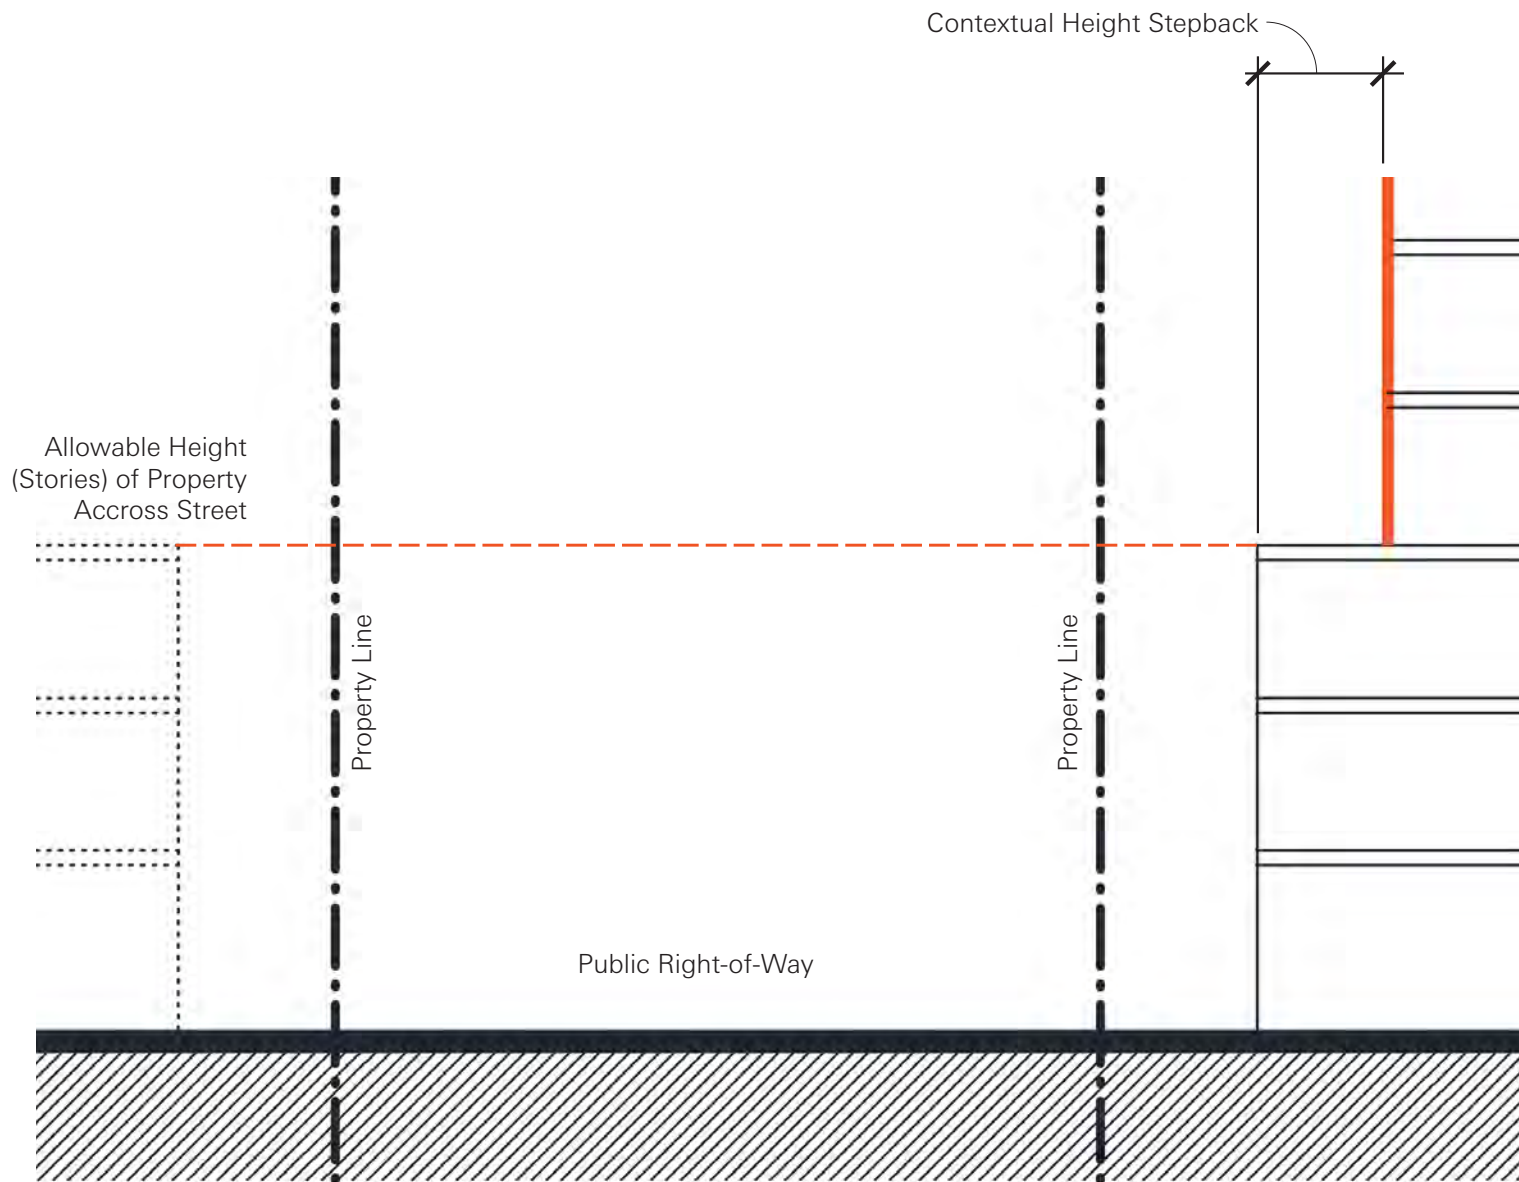 Contextual Height Stepback
Allowable Height
(Stories) of Property
Accross Street
Property Line
Property Line
Public Right-of-Way